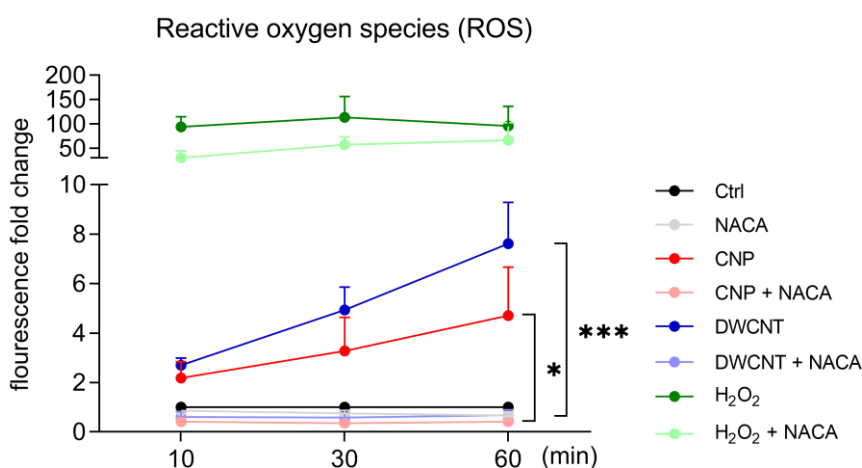 Reactive oxygen species (ROS)
flourescence fold change
200
150
100
50
10
8
6
4
2
0
10 30 60 (min)
*
***
Ctrl
NACA
CNP
CNP + NACA
DWCNT
DWCNT + NACA
H₂O₂
H₂O₂ + NACA